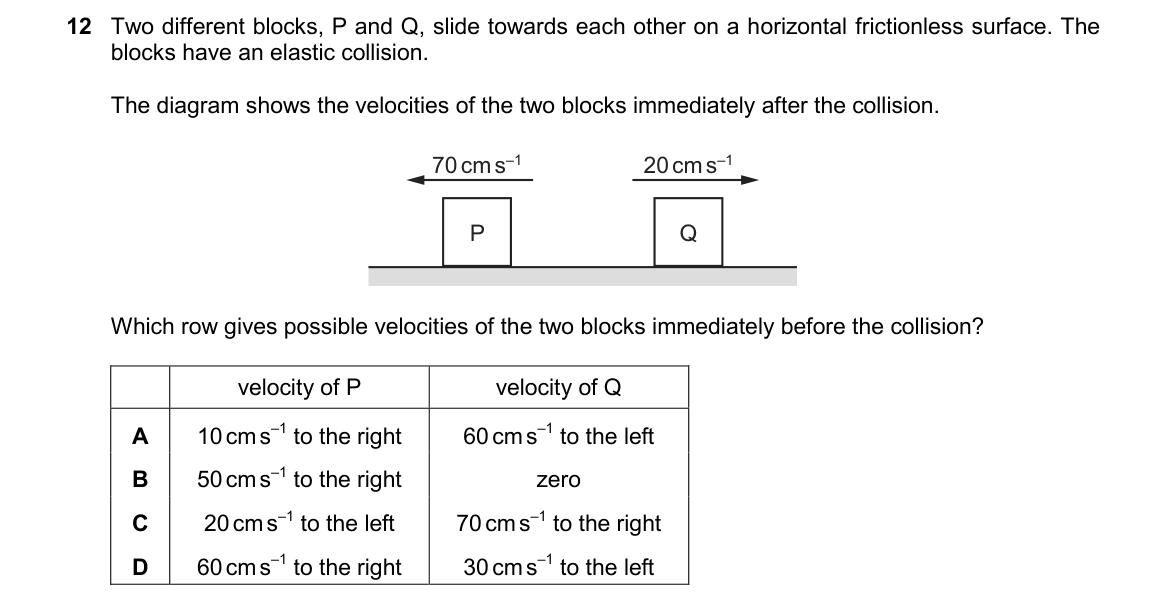 12 Two different blocks, P and Q, slide towards each other on a horizontal frictionless surface. The
blocks have an elastic collision.
The diagram shows the velocities of the two blocks immediately after the collision.
70 cm s⁻¹ 20 cm s⁻¹
P Q
Which row gives possible velocities of the two blocks immediately before the collision?
velocity of P velocity of Q
A 10 cm s⁻¹ to the right 60 cm s⁻¹ to the left
B 50 cm s⁻¹ to the right zero
C 20 cm s⁻¹ to the left 70 cm s⁻¹ to the right
D 60 cm s⁻¹ to the right 30 cm s⁻¹ to the left